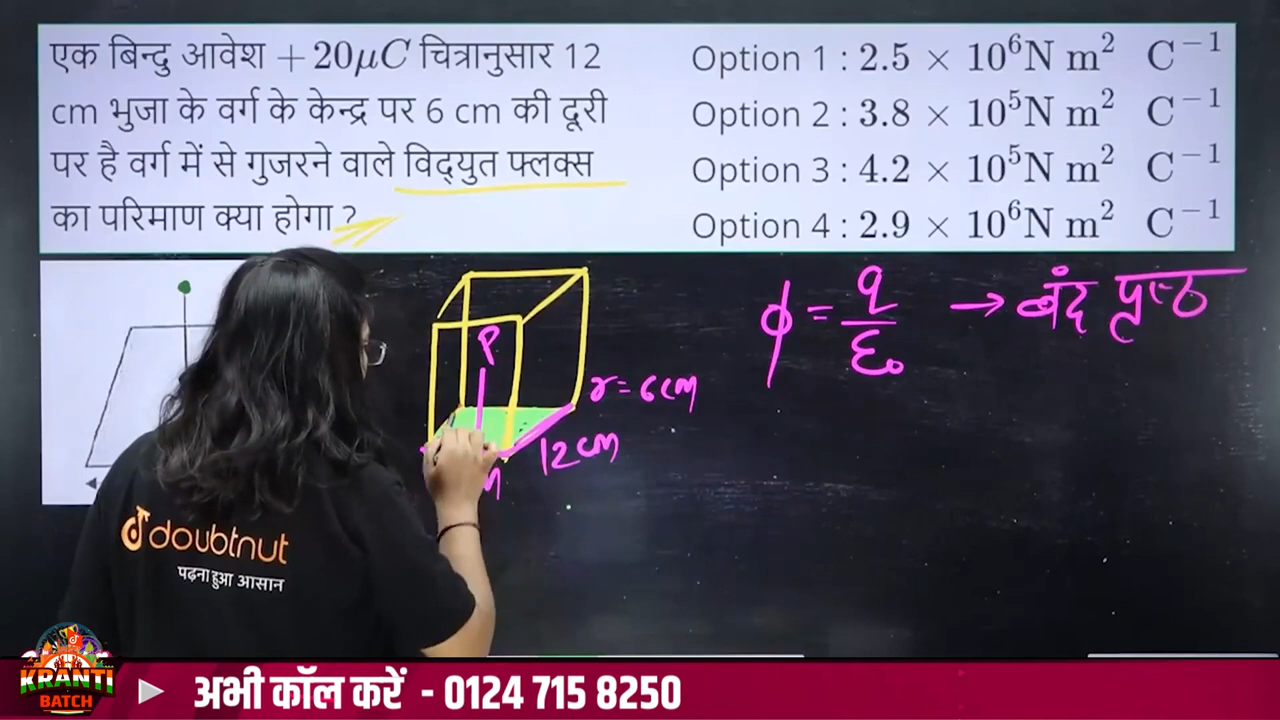 एक बिन्दु आवेश +20μC चित्रानुसार 12
cm भुजा के वर्ग के केन्द्र पर 6 cm की दूरी
पर है वर्ग में से गुजरने वाले विद्युत फ्लक्स
का परिमाण क्या होगा ?
Option 1 : 2.5 × 10⁶N m² C⁻¹
Option 2 : 3.8 × 10⁵N m² C⁻¹
Option 3 : 4.2 × 10⁵N m² C⁻¹
Option 4 : 2.9 × 10⁶N m² C⁻¹
P
r=6cm
12cm
m
ϕ = q/ε₀ → बंद पृष्ठ
doubtnut
पढ़ना हुआ आसान
KRANTI
BATCH
अभी कॉल करें - 0124 715 8250